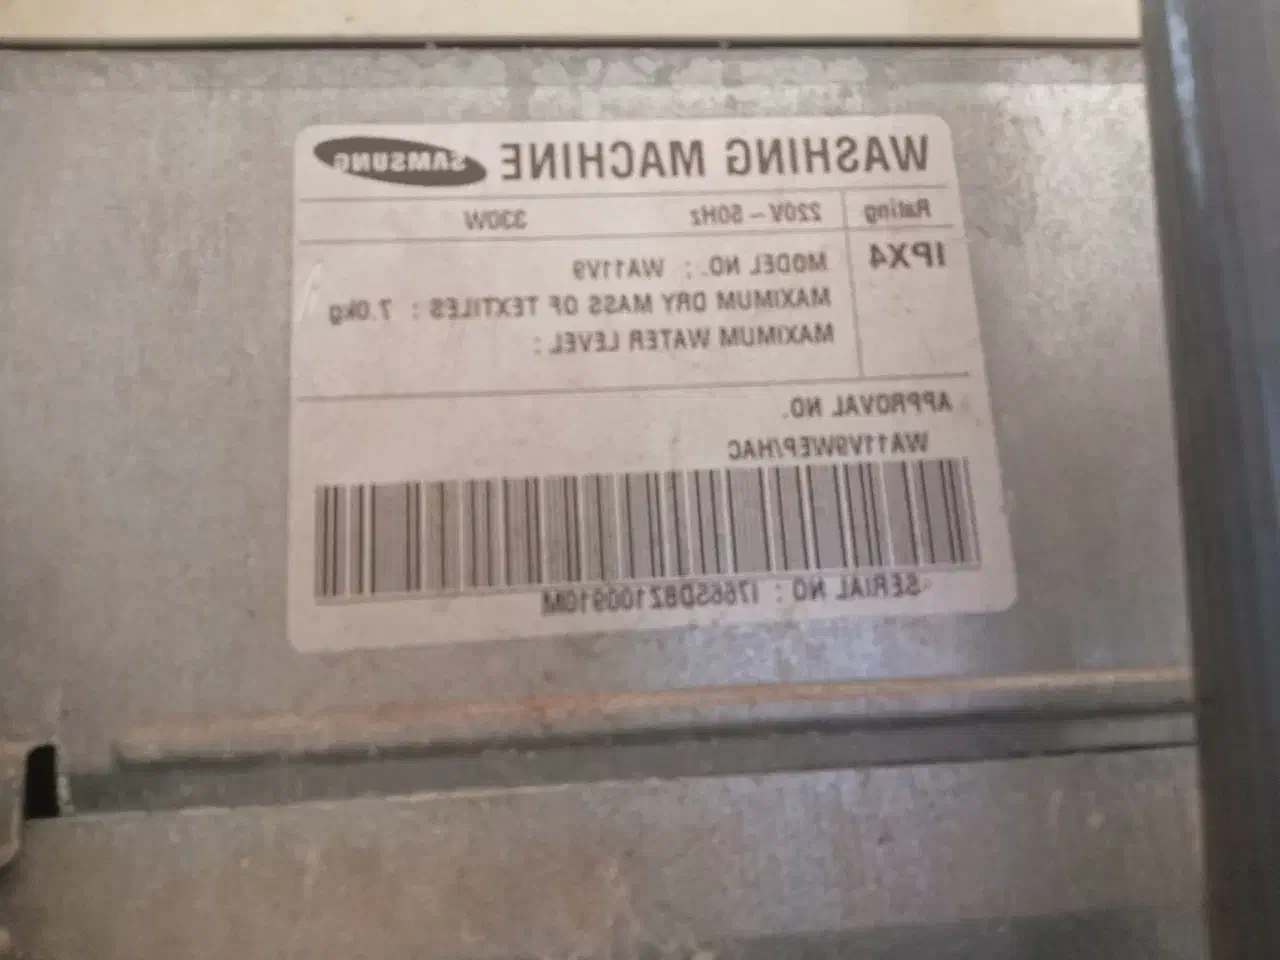 WASHING MACHINE SAMSUNG
Rating 220V ~ 50Hz 330W
IPX4 MODEL NO. : WA11V9
MAXIMUM DRY MASS OF TEXTILES : 7.0kg
MAXIMUM WATER LEVEL :
APPROVAL NO.
WA11V9WEP/HAC
SERIAL NO :